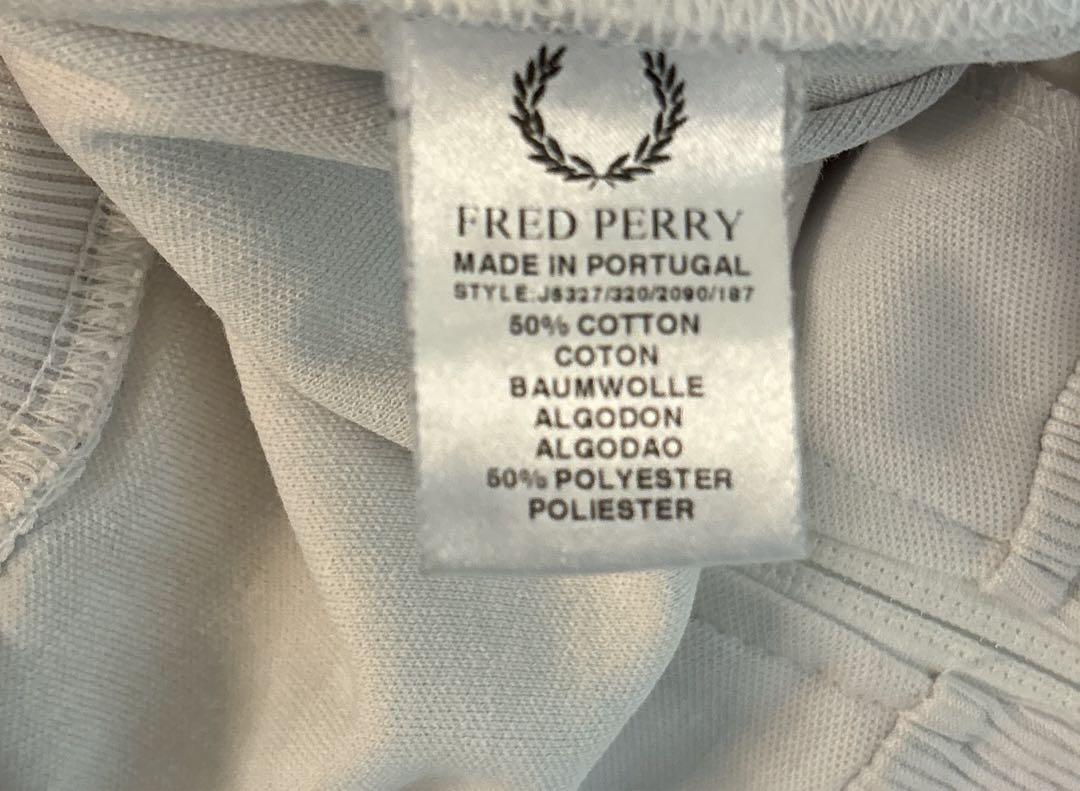 FRED PERRY
MADE IN PORTUGAL
STYLE:J6327/320/2090/187
50% COTTON
COTON
BAUMWOLLE
ALGODON
ALGODAO
50% POLYESTER
POLIESTER